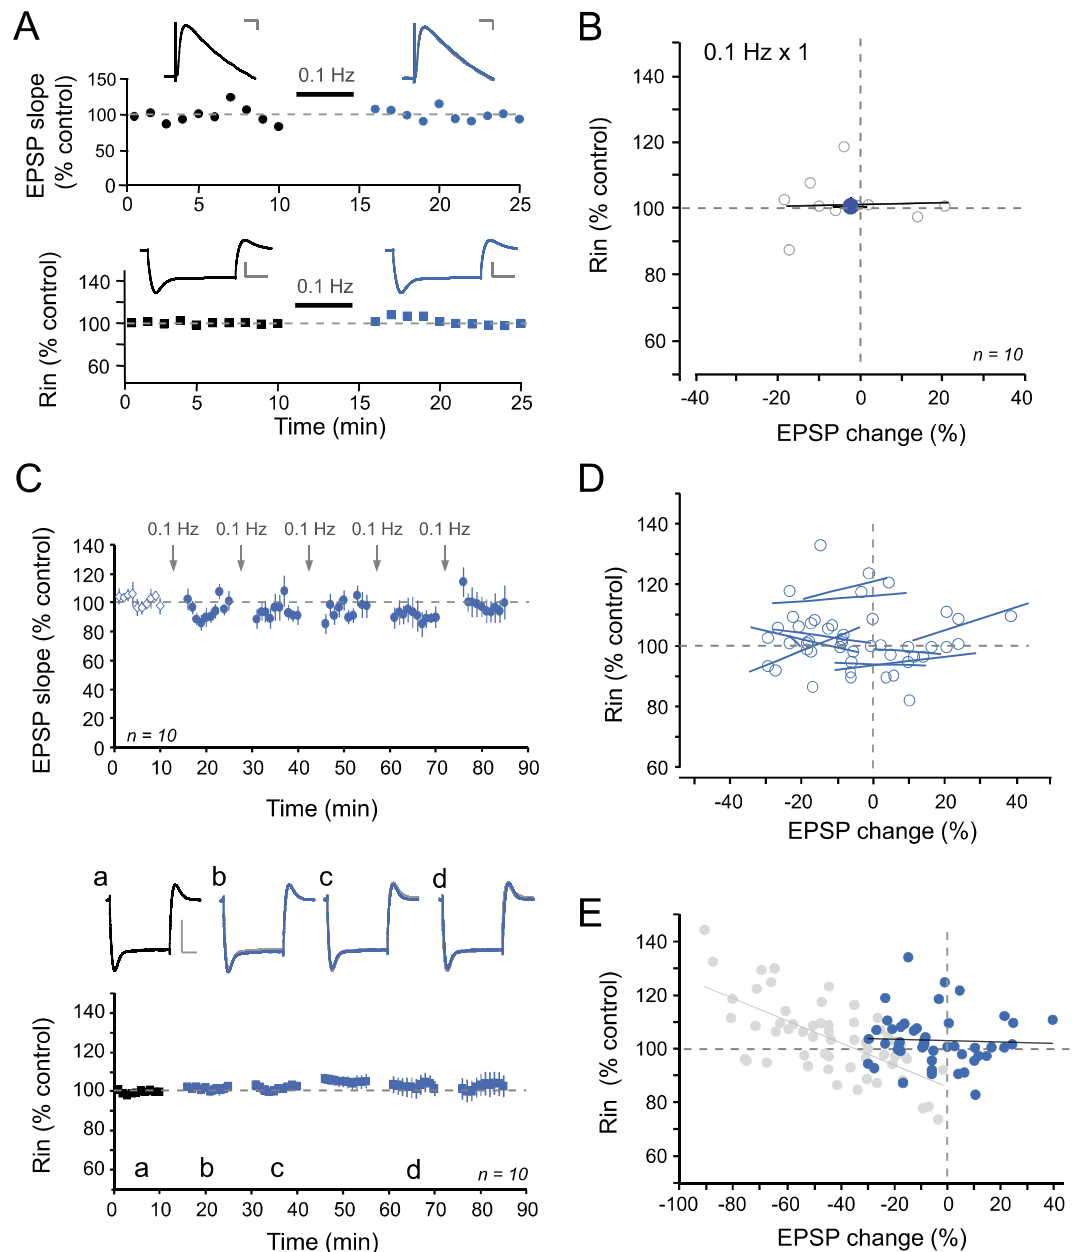 A
0.1 Hz
EPSP slope
(% control)
150
100
50
0
0 5 10 15 20 25
0.1 Hz
Rin (% control)
140
100
60
0 5 10 15 20 25
Time (min)
B
0.1 Hz x 1
Rin (% control)
140
120
100
80
60
n = 10
-40 -20 0 20 40
EPSP change (%)
C
0.1 Hz 0.1 Hz 0.1 Hz 0.1 Hz 0.1 Hz
EPSP slope (% control)
140
120
100
80
60
40
20
0
n = 10
0 10 20 30 40 50 60 70 80 90
Time (min)
a b c d
Rin (% control)
140
120
100
80
60
a b c d
n = 10
0 10 20 30 40 50 60 70 80 90
Time (min)
D
Rin (% control)
140
120
100
80
60
-40 -20 0 20 40
EPSP change (%)
E
Rin (% control)
140
120
100
80
60
-100 -80 -60 -40 -20 0 20 40
EPSP change (%)